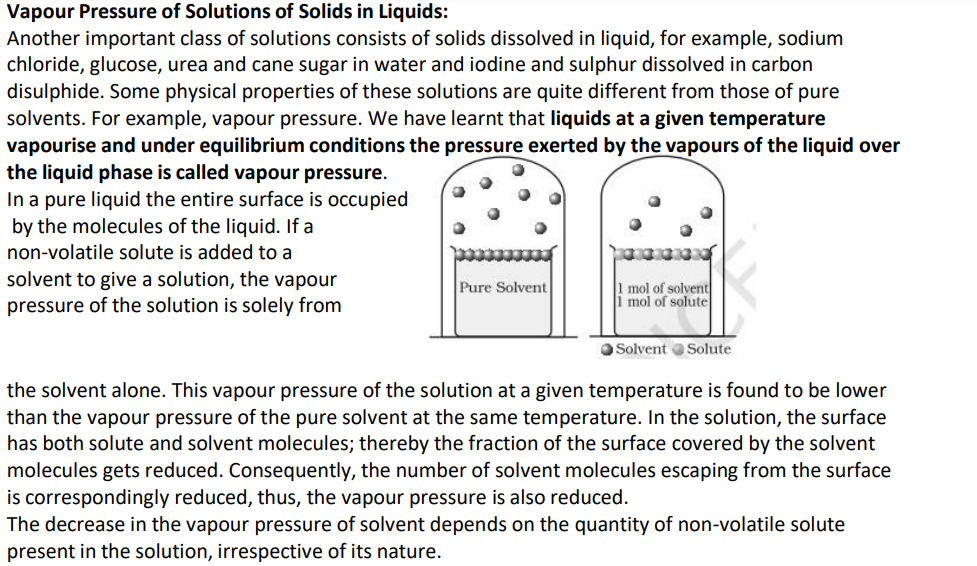 Vapour Pressure of Solutions of Solids in Liquids:
Another important class of solutions consists of solids dissolved in liquid, for example, sodium
chloride, glucose, urea and cane sugar in water and iodine and sulphur dissolved in carbon
disulphide. Some physical properties of these solutions are quite different from those of pure
solvents. For example, vapour pressure. We have learnt that liquids at a given temperature
vapourise and under equilibrium conditions the pressure exerted by the vapours of the liquid over
the liquid phase is called vapour pressure.
In a pure liquid the entire surface is occupied
by the molecules of the liquid. If a
non-volatile solute is added to a
solvent to give a solution, the vapour
pressure of the solution is solely from
Pure Solvent
1 mol of solvent
1 mol of solute
Solvent Solute
the solvent alone. This vapour pressure of the solution at a given temperature is found to be lower
than the vapour pressure of the pure solvent at the same temperature. In the solution, the surface
has both solute and solvent molecules; thereby the fraction of the surface covered by the solvent
molecules gets reduced. Consequently, the number of solvent molecules escaping from the surface
is correspondingly reduced, thus, the vapour pressure is also reduced.
The decrease in the vapour pressure of solvent depends on the quantity of non-volatile solute
present in the solution, irrespective of its nature.